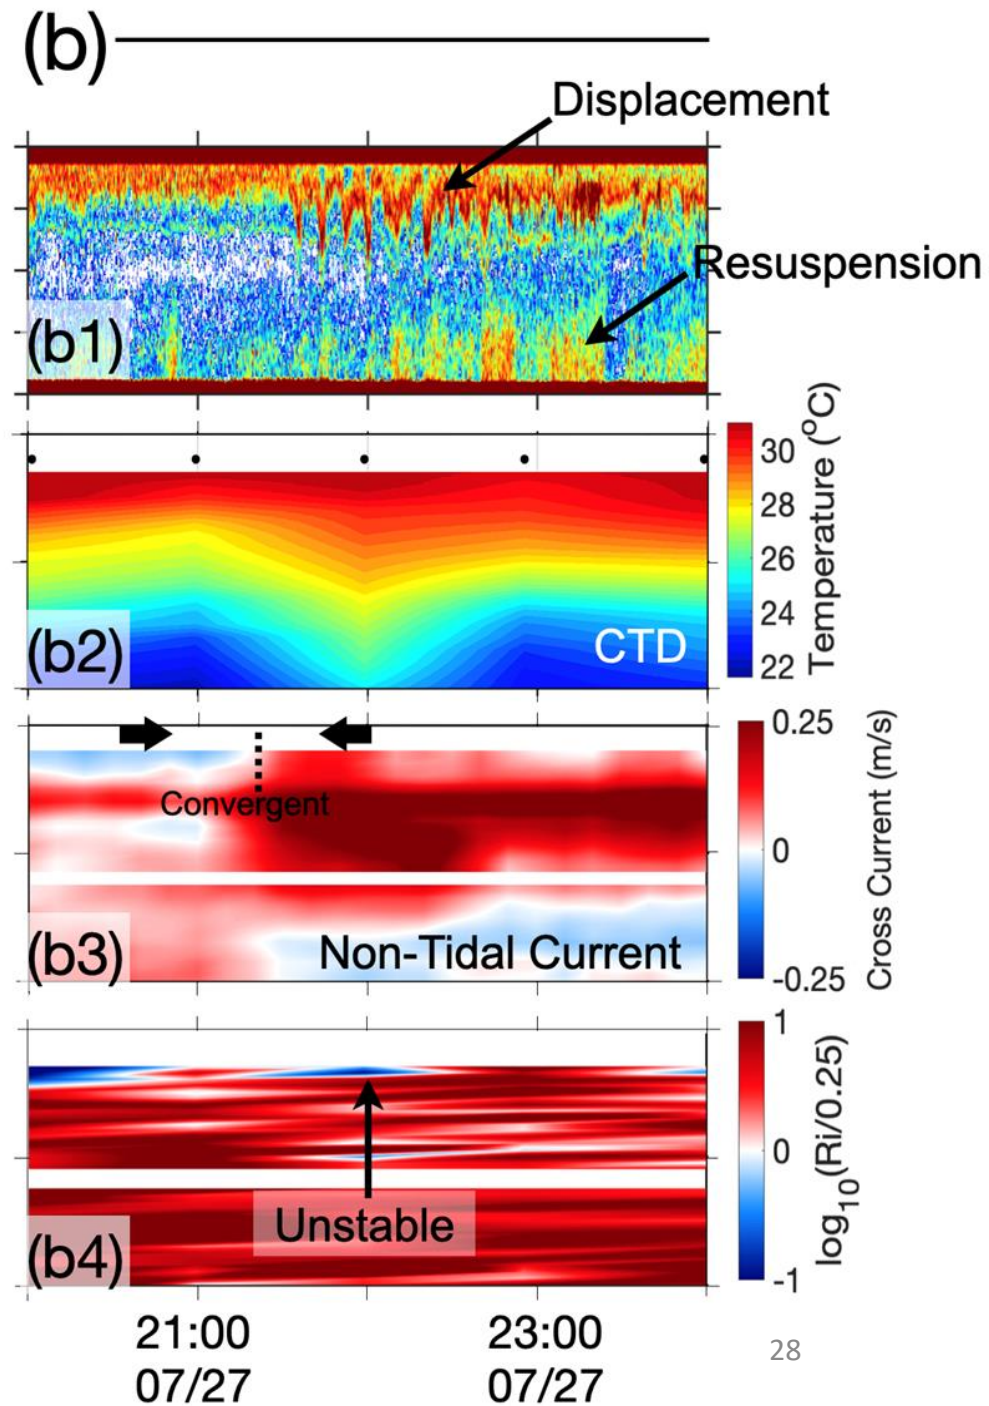 (b)
Displacement
Resuspension
(b1)
Temperature (°C)
30
28
26
24
22
(b2)
CTD
Convergent
Cross Current (m/s)
0.25
0
-0.25
(b3)
Non-Tidal Current
log10(Ri/0.25)
1
0
-1
Unstable
(b4)
21:00 23:00
07/27 07/27
28